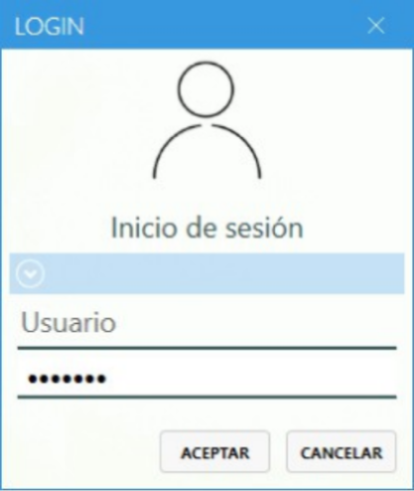 LOGIN
Inicio de sesión
Usuario
•••••••
ACEPTAR CANCELAR